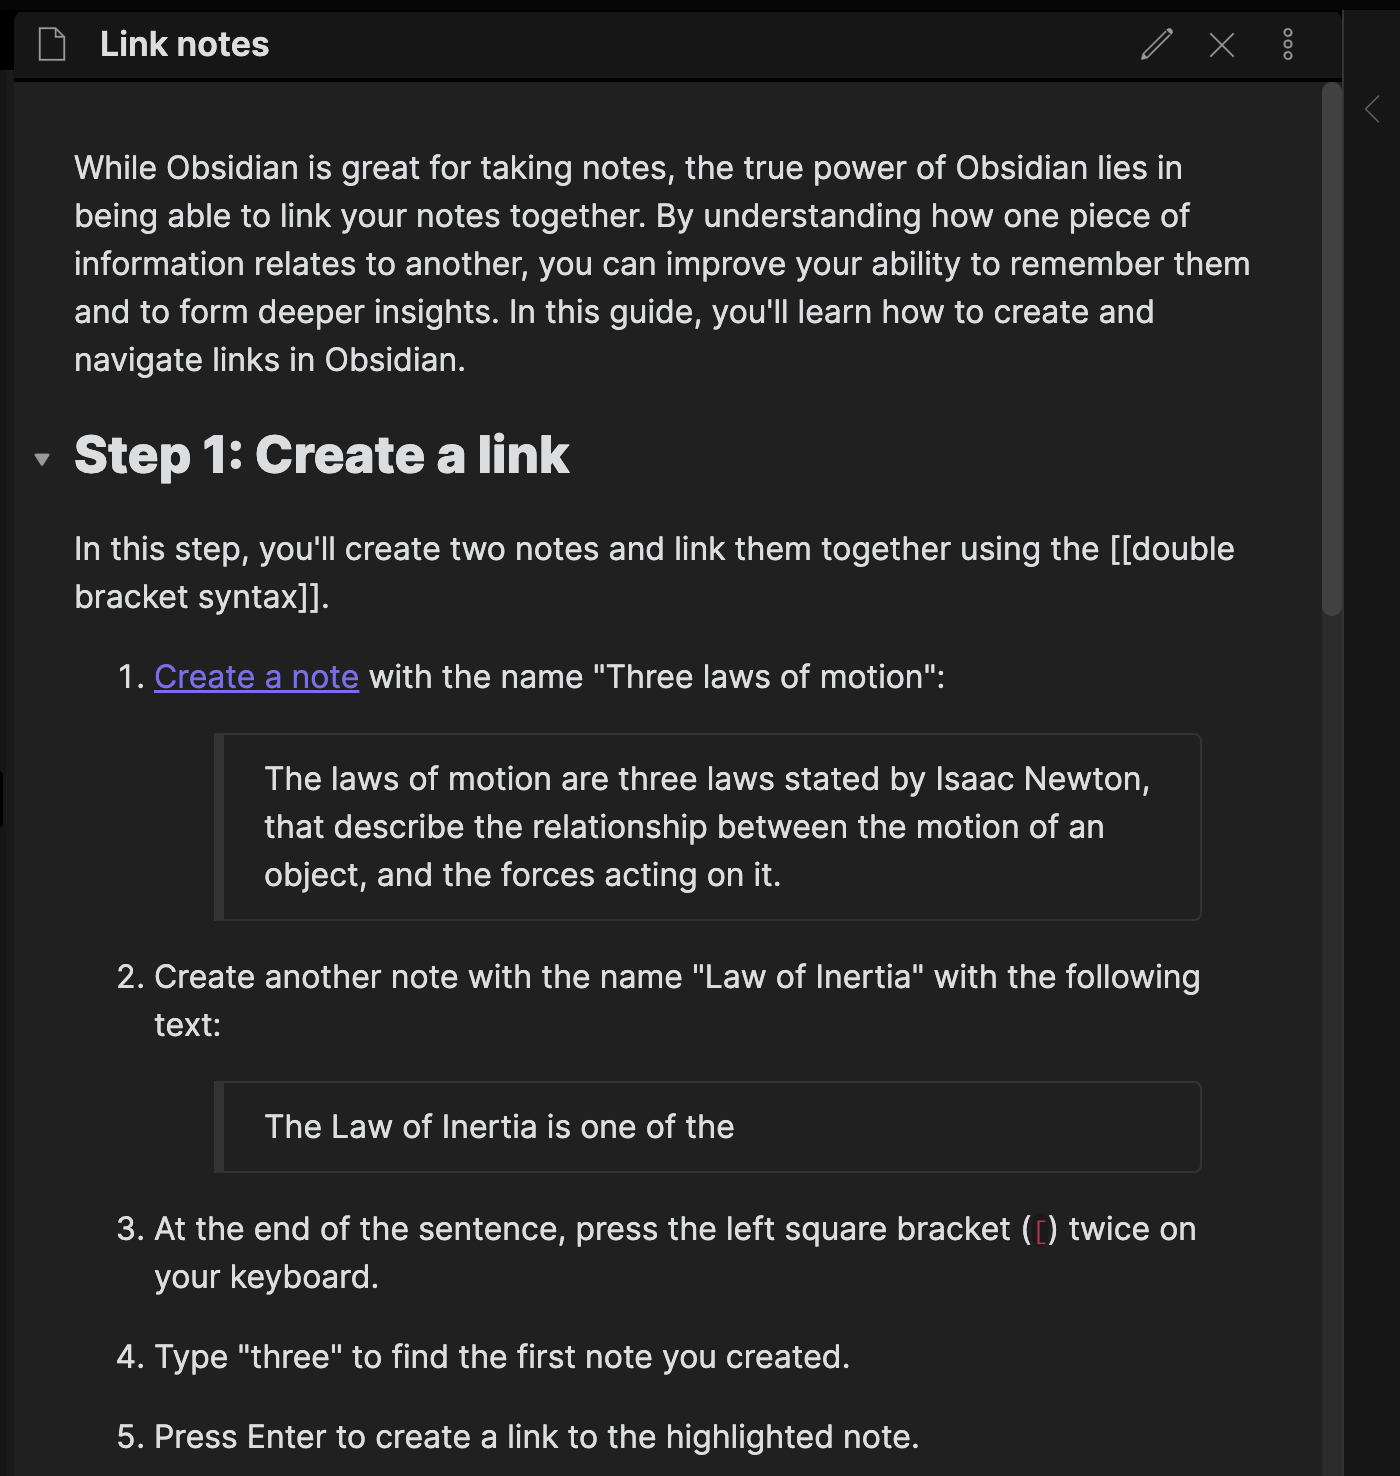 Link notes
While Obsidian is great for taking notes, the true power of Obsidian lies in
being able to link your notes together. By understanding how one piece of
information relates to another, you can improve your ability to remember them
and to form deeper insights. In this guide, you'll learn how to create and
navigate links in Obsidian.
Step 1: Create a link
In this step, you'll create two notes and link them together using the [[double
bracket syntax]].
1. Create a note with the name "Three laws of motion":
The laws of motion are three laws stated by Isaac Newton,
that describe the relationship between the motion of an
object, and the forces acting on it.
2. Create another note with the name "Law of Inertia" with the following
text:
The Law of Inertia is one of the
3. At the end of the sentence, press the left square bracket ([) twice on
your keyboard.
4. Type "three" to find the first note you created.
5. Press Enter to create a link to the highlighted note.